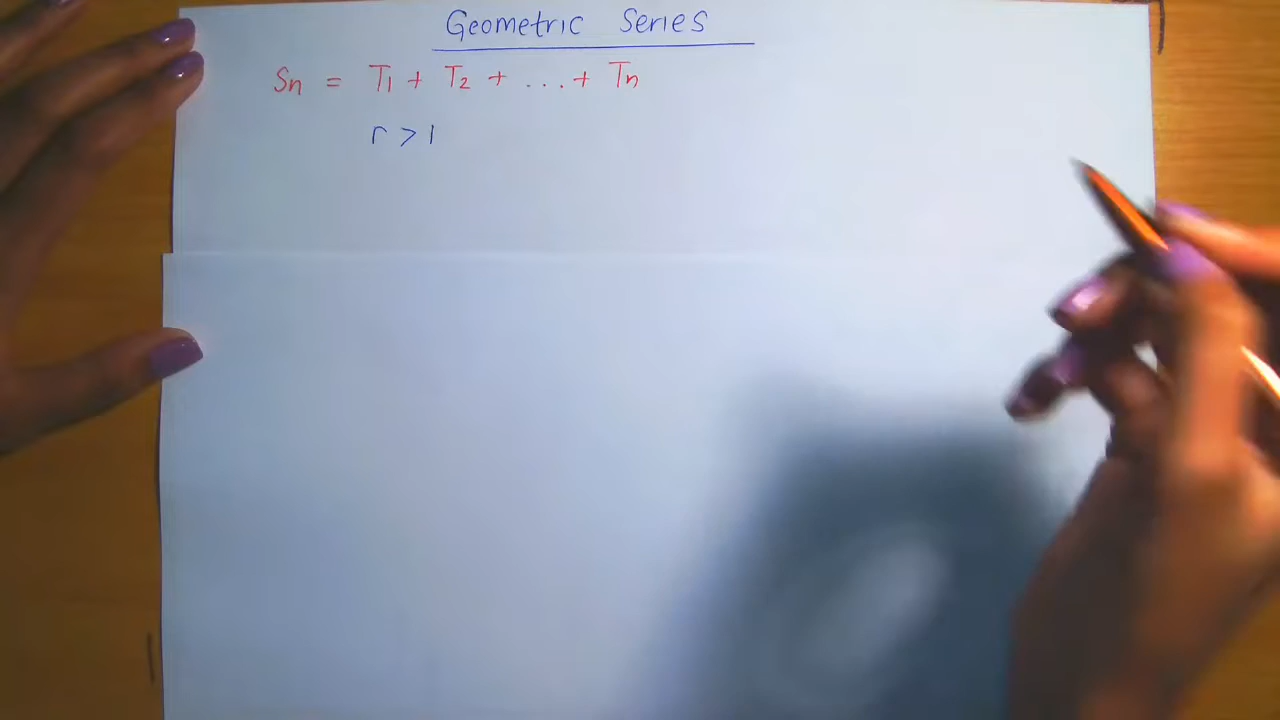 Geometric Series
Sn = T1 + T2 + ... + Tn
r > 1